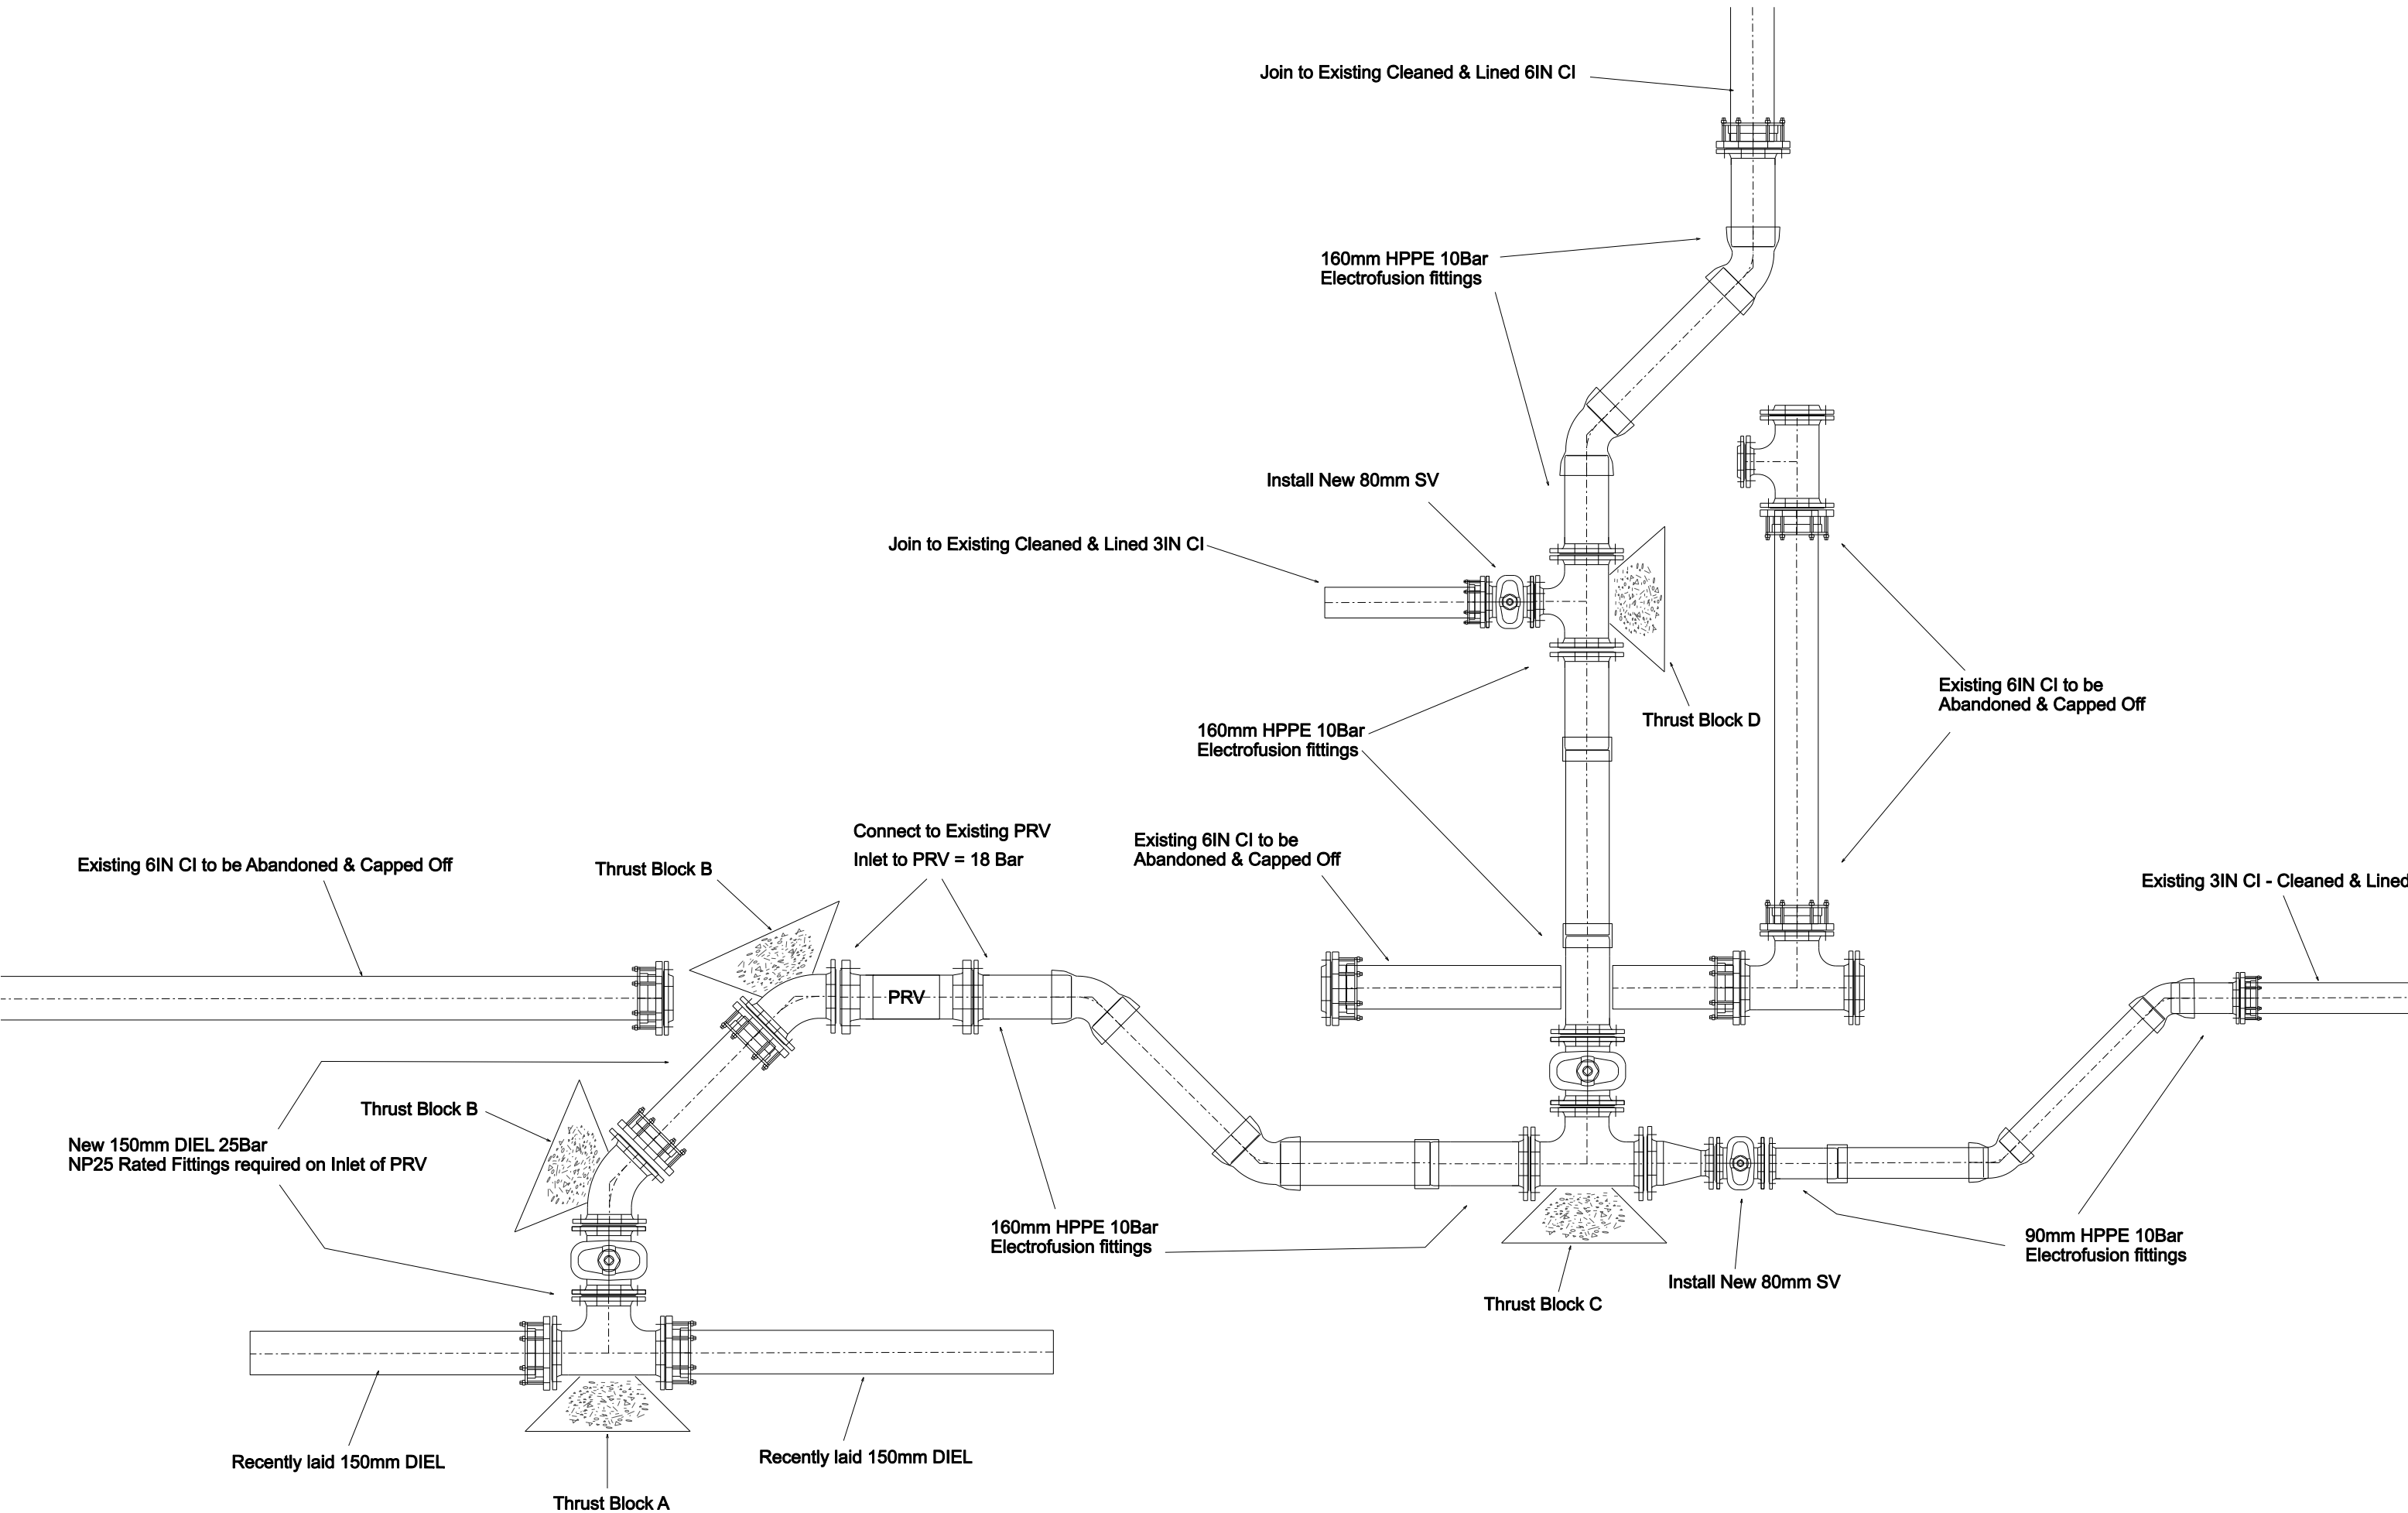 Join to Existing Cleaned & Lined 6IN CI
160mm HPPE 10Bar
Electrofusion fittings
Install New 80mm SV
Join to Existing Cleaned & Lined 3IN CI
Existing 6IN CI to be
Abandoned & Capped Off
Thrust Block D
160mm HPPE 10Bar
Electrofusion fittings
Connect to Existing PRV
Inlet to PRV = 18 Bar
Existing 6IN CI to be
Abandoned & Capped Off
Existing 6IN CI to be Abandoned & Capped Off
Thrust Block B
Existing 3IN CI - Cleaned & Lined
PRV
Thrust Block B
New 150mm DIEL 25Bar
NP25 Rated Fittings required on Inlet of PRV
160mm HPPE 10Bar
Electrofusion fittings
90mm HPPE 10Bar
Electrofusion fittings
Install New 80mm SV
Thrust Block C
Recently laid 150mm DIEL
Recently laid 150mm DIEL
Thrust Block A